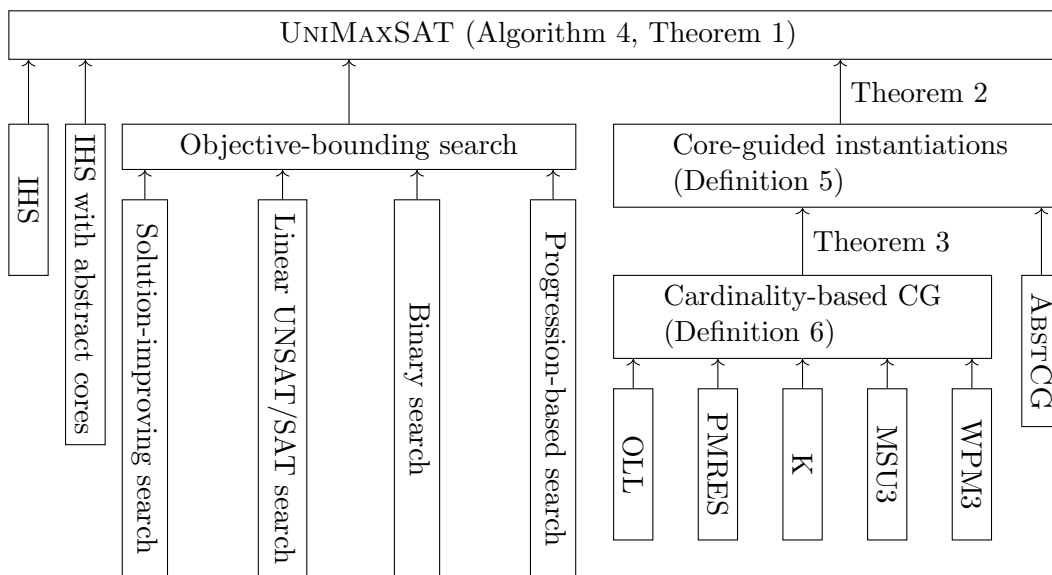 UNIMAXSAT (Algorithm 4, Theorem 1)
Theorem 2
IHS
IHS with abstract cores
Objective-bounding search
Core-guided instantiations
(Definition 5)
Solution-improving search
Linear UNSAT/SAT search
Binary search
Progression-based search
Theorem 3
Cardinality-based CG
(Definition 6)
ABSTCG
OLL
PMRES
K
MSU3
WPM3